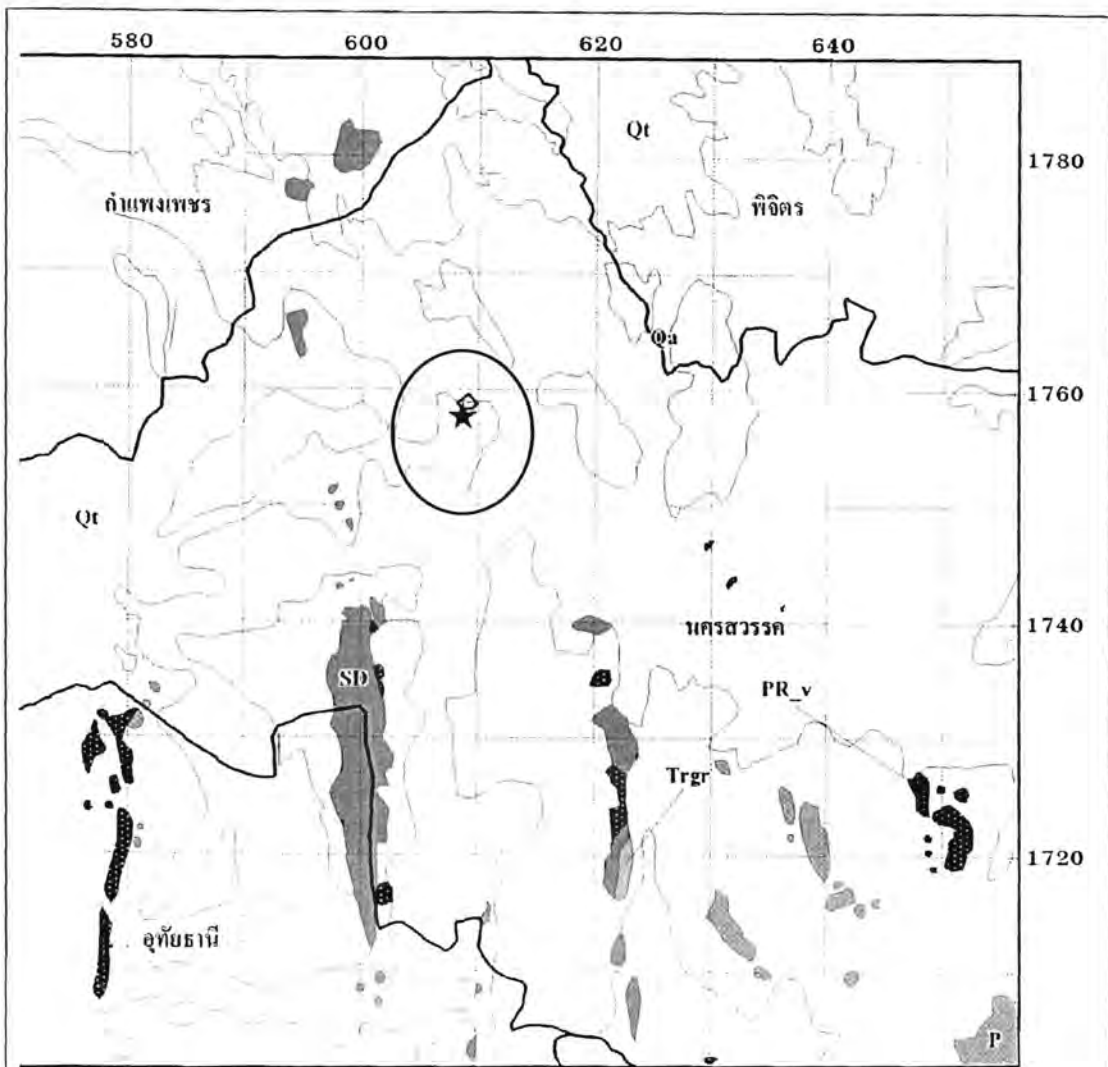 580 600 620 640
Qt
1780
กำแพงเพชร
พิจิตร
Qa
1760
Qt
นครสวรรค์
1740
SD
PR_v
Trgr
1720
อุทัยธานี
P